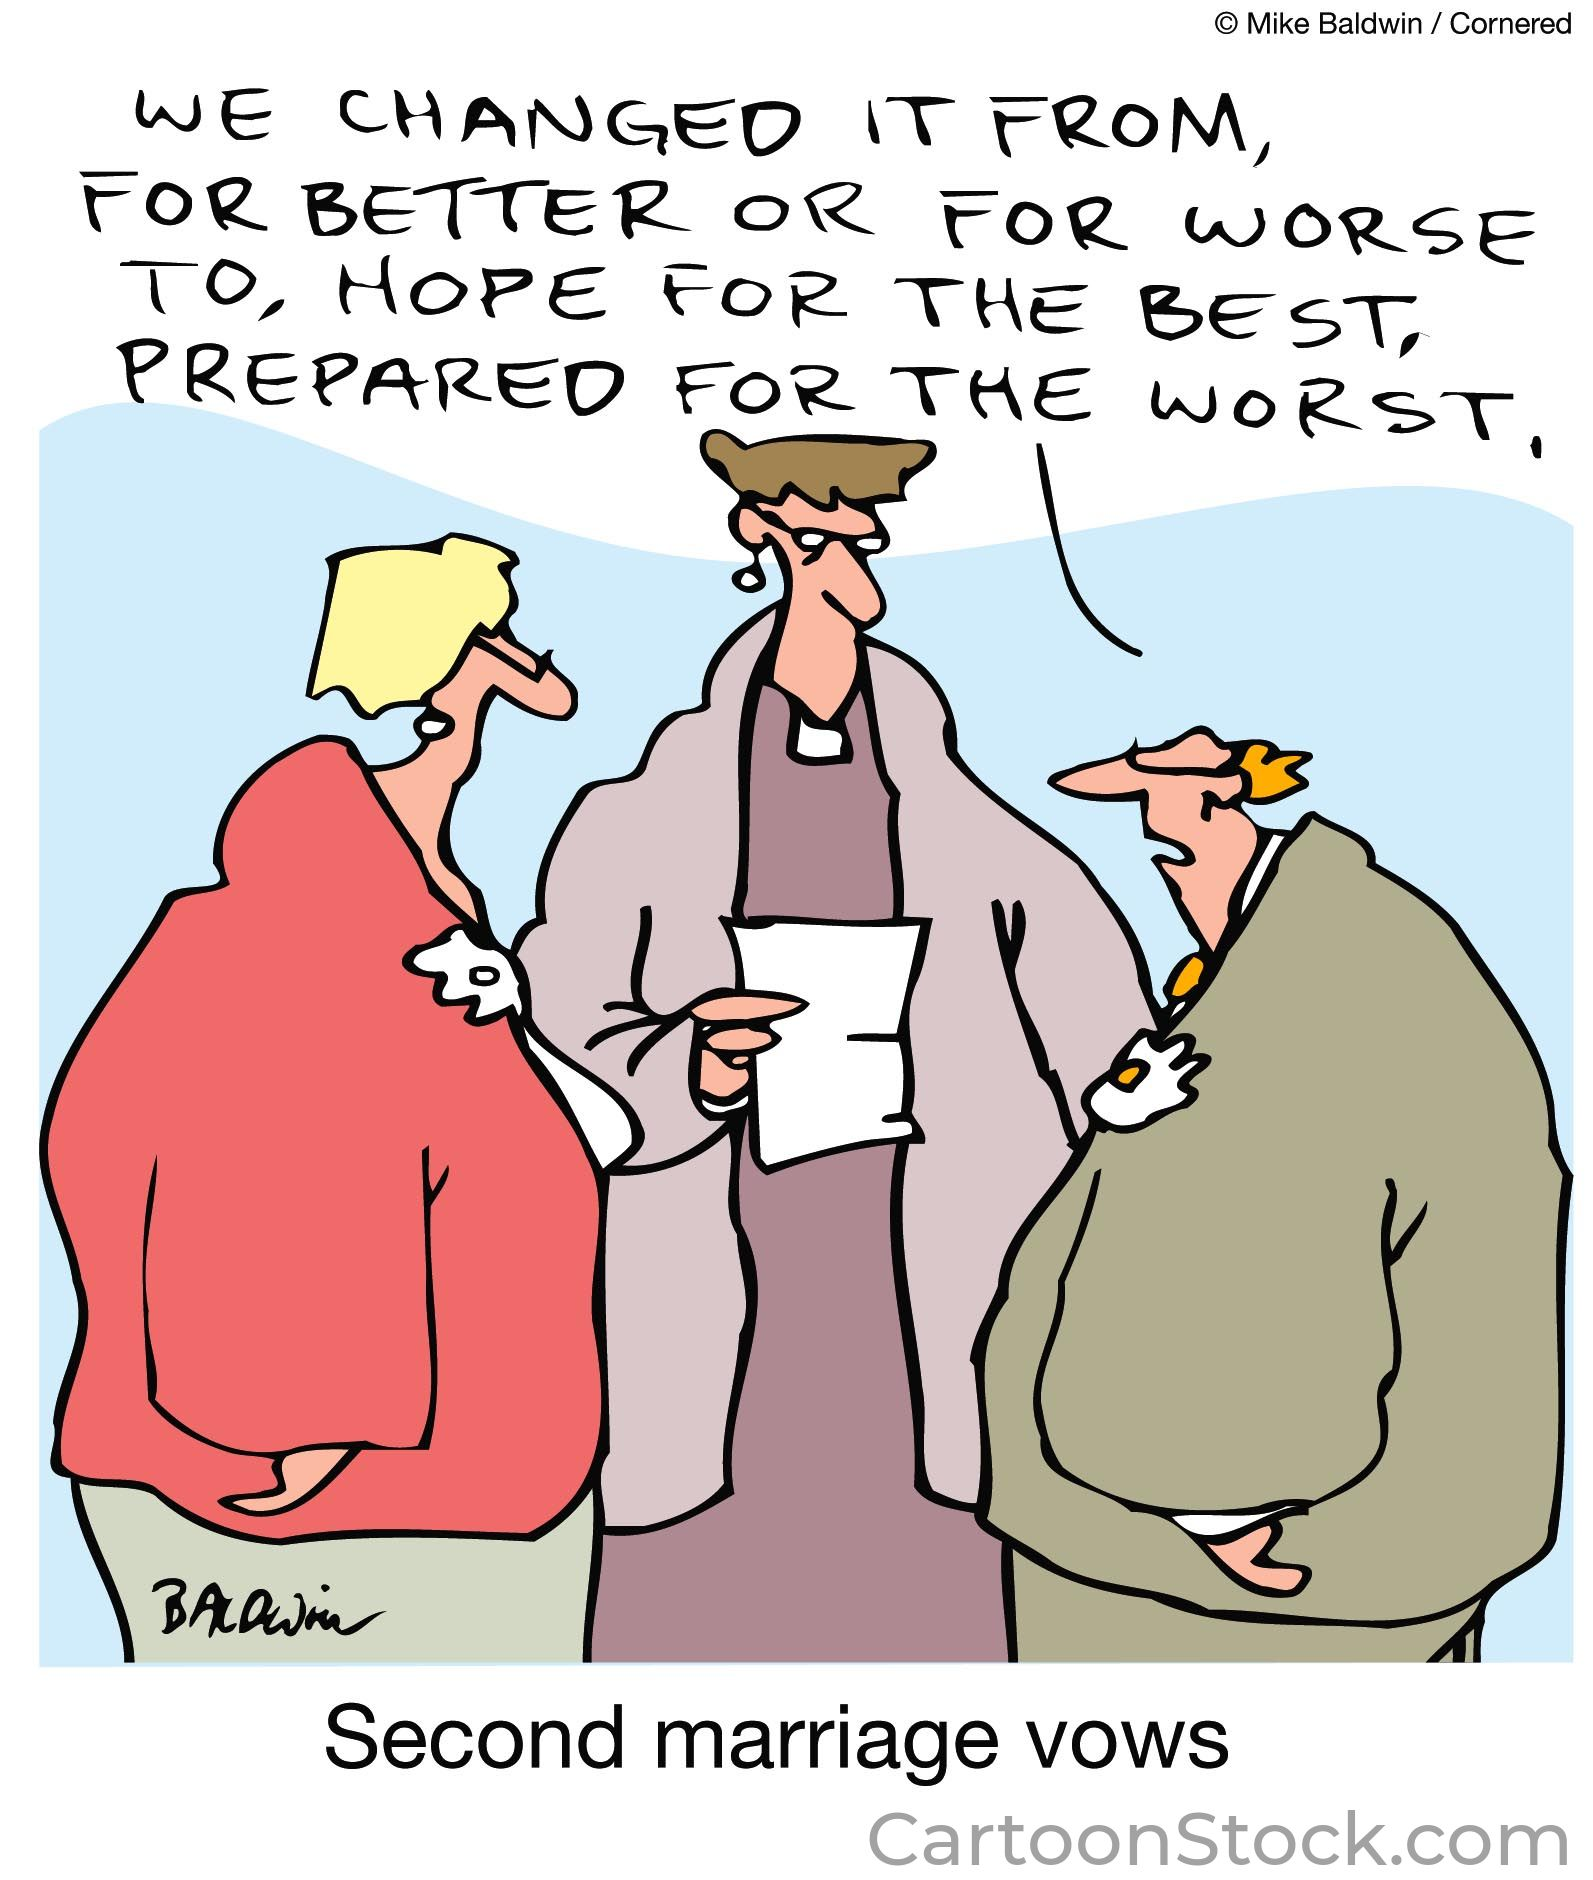 © Mike Baldwin / Cornered
WE CHANGED IT FROM,
FOR BETTER OR FOR WORSE
TO, HOPE FOR THE BEST,
PREPARED FOR THE WORST.
BALDWin
Second marriage vows
CartoonStock.com